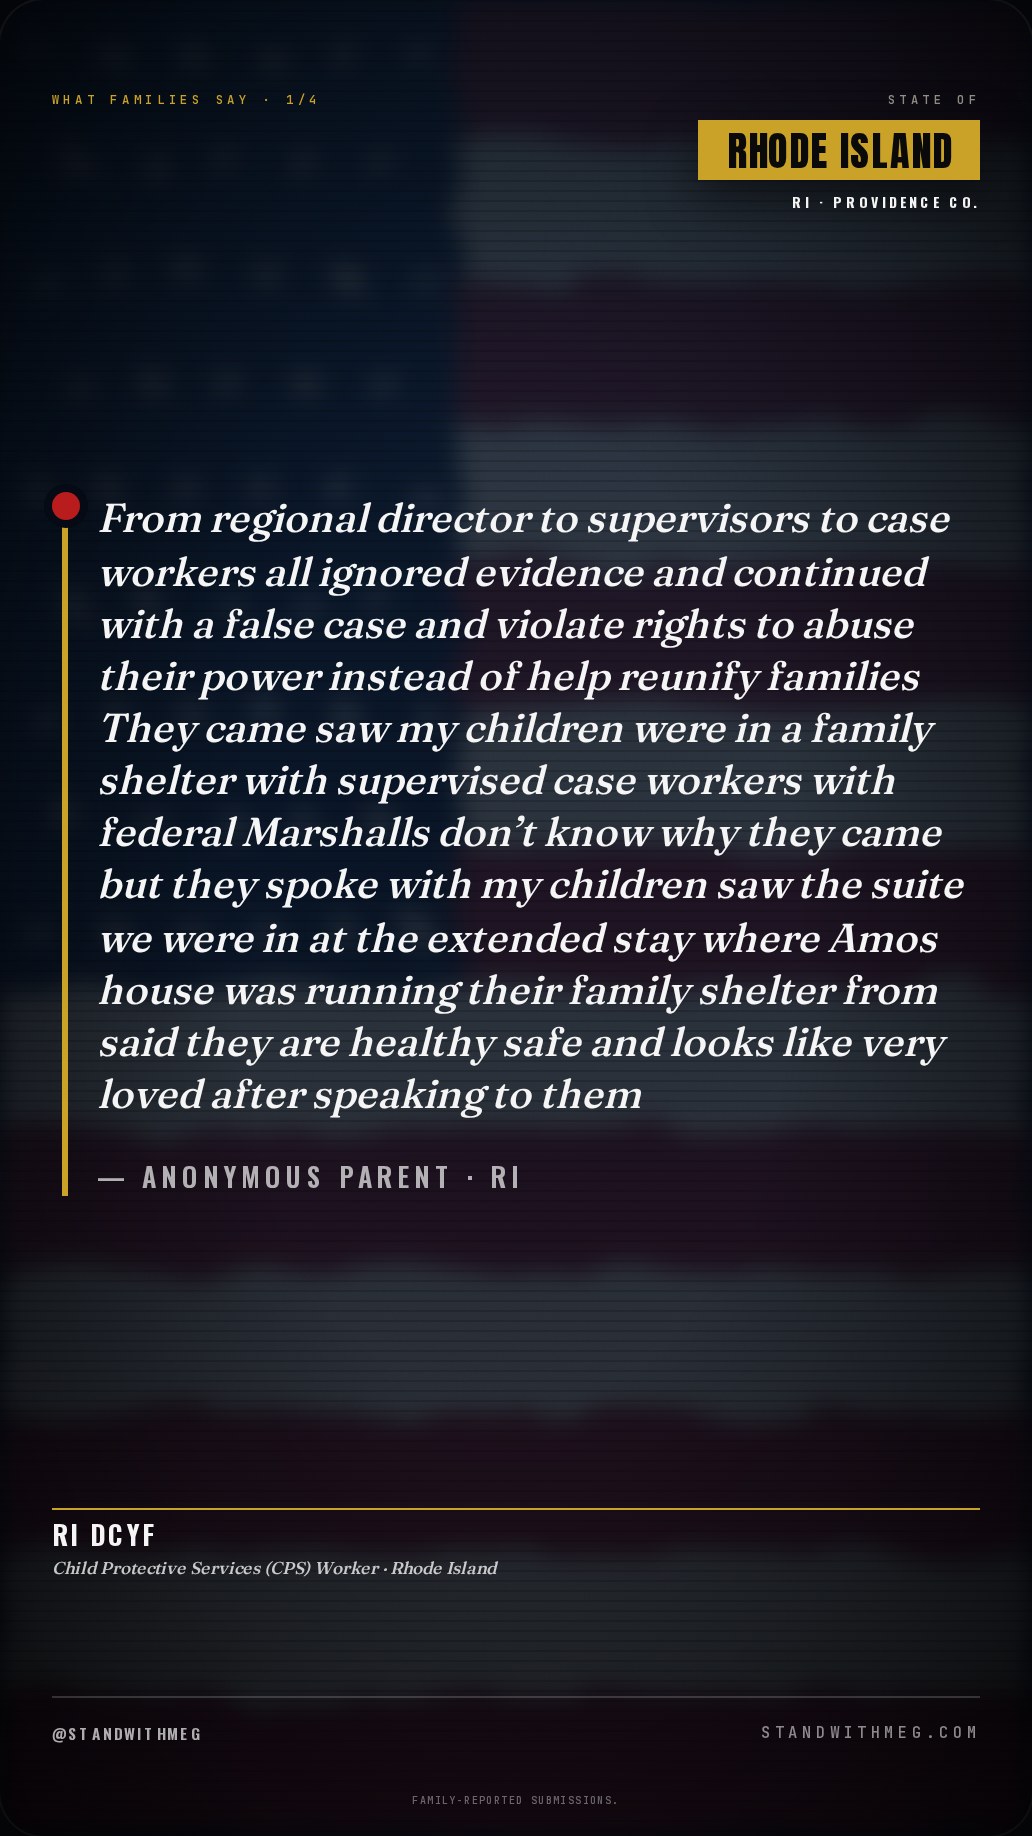 WHAT FAMILIES SAY · 1/4
STATE OF
RHODE ISLAND
RI · PROVIDENCE CO.
From regional director to supervisors to case
workers all ignored evidence and continued
with a false case and violate rights to abuse
their power instead of help reunify families
They came saw my children were in a family
shelter with supervised case workers with
federal Marshalls don’t know why they came
but they spoke with my children saw the suite
we were in at the extended stay where Amos
house was running their family shelter from
said they are healthy safe and looks like very
loved after speaking to them
— ANONYMOUS PARENT · RI
RI DCYF
Child Protective Services (CPS) Worker · Rhode Island
@STANDWITHMEG
STANDWITHMEG.COM
FAMILY-REPORTED SUBMISSIONS.